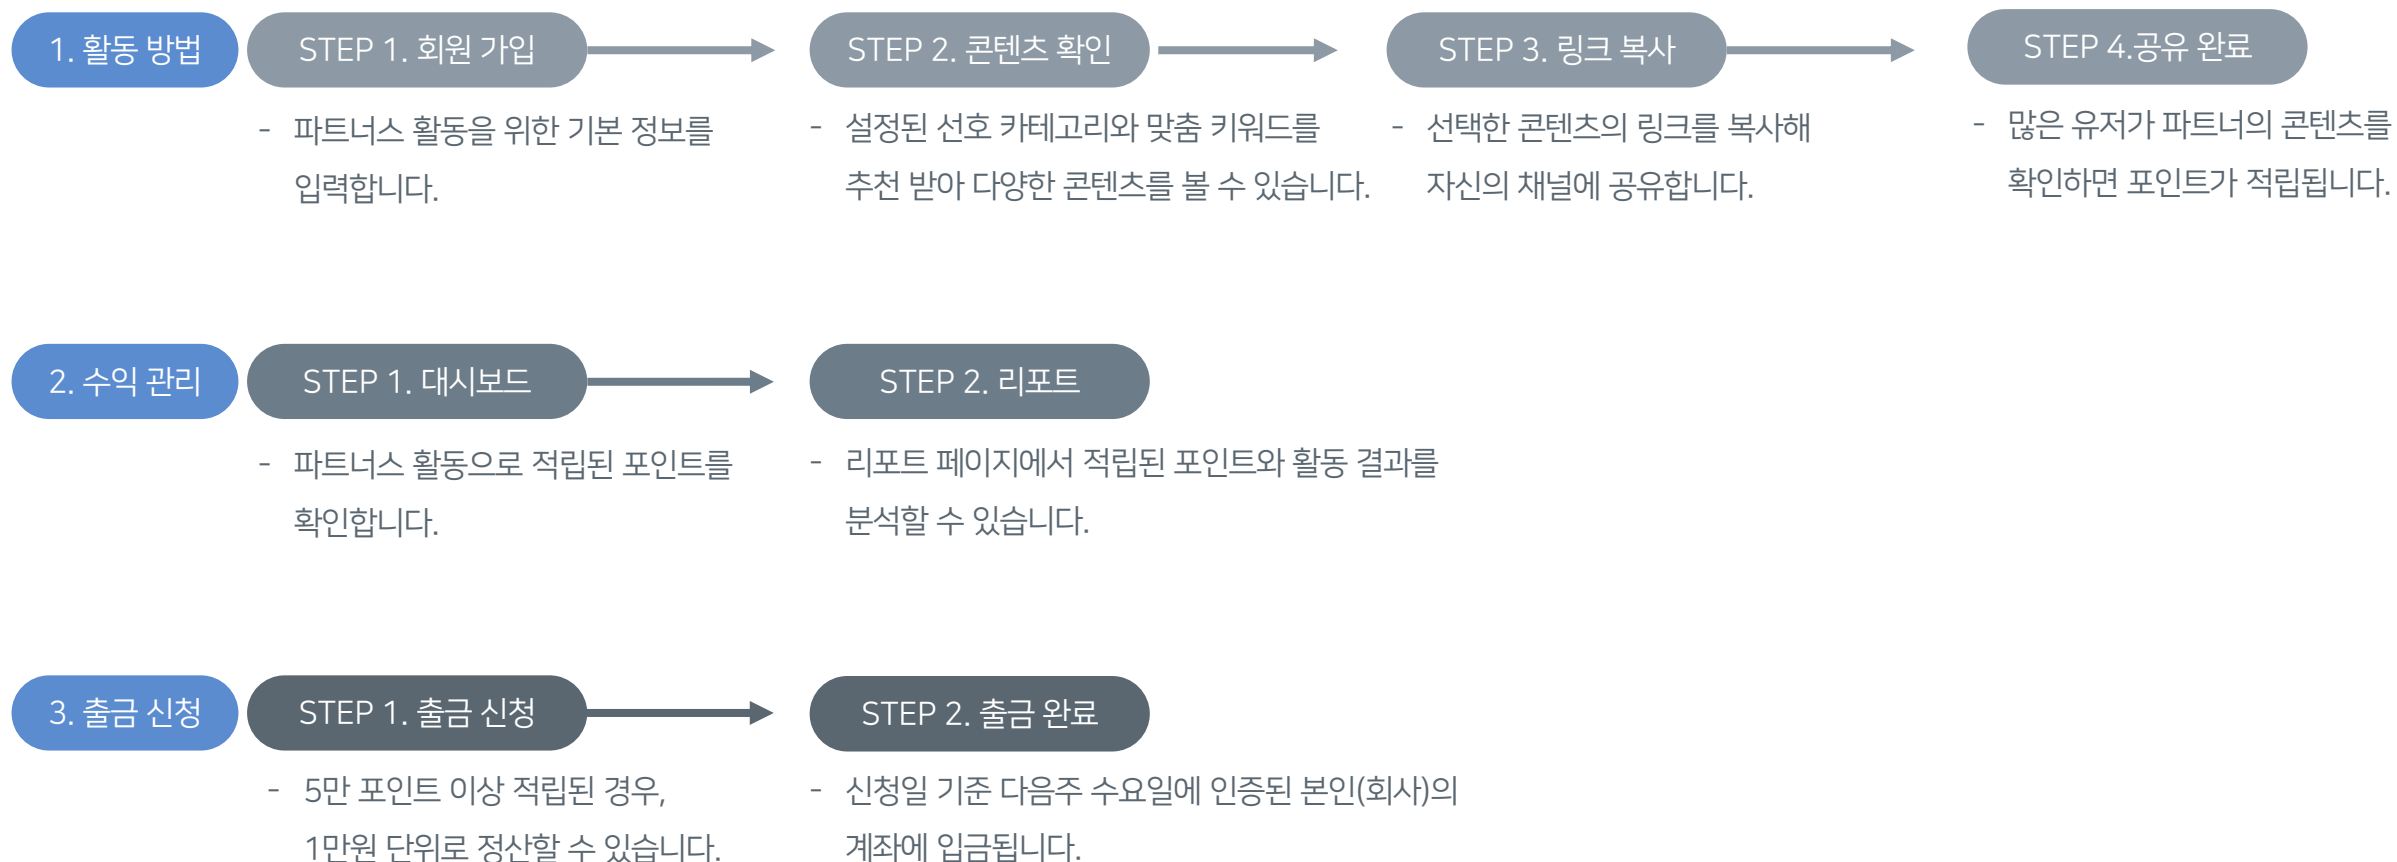 1. 활동 방법
STEP 1. 회원 가입
- 파트너스 활동을 위한 기본 정보를
입력합니다.
STEP 2. 콘텐츠 확인
- 설정된 선호 카테고리와 맞춤 키워드를
추천 받아 다양한 콘텐츠를 볼 수 있습니다.
STEP 3. 링크 복사
- 선택한 콘텐츠의 링크를 복사해
자신의 채널에 공유합니다.
STEP 4.공유 완료
- 많은 유저가 파트너의 콘텐츠를
확인하면 포인트가 적립됩니다.
2. 수익 관리
STEP 1. 대시보드
- 파트너스 활동으로 적립된 포인트를
확인합니다.
STEP 2. 리포트
- 리포트 페이지에서 적립된 포인트와 활동 결과를
분석할 수 있습니다.
3. 출금 신청
STEP 1. 출금 신청
- 5만 포인트 이상 적립된 경우,
1만원 단위로 정산할 수 있습니다.
STEP 2. 출금 완료
- 신청일 기준 다음주 수요일에 인증된 본인(회사)의
계좌에 입금됩니다.